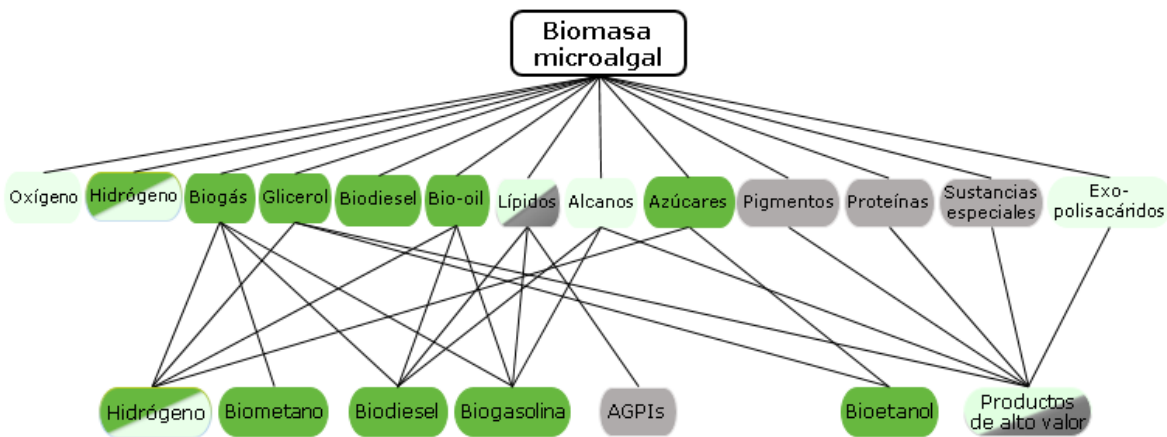 Biomasa
microalgal
Oxígeno
Hidrógeno
Biogás
Glicerol
Biodiesel
Bio-oil
Lípidos
Alcanos
Azúcares
Pigmentos
Proteínas
Sustancias
especiales
Exo-
polisacáridos
Hidrógeno
Biometano
Biodiesel
Biogasolina
AGPIs
Bioetanol
Productos
de alto valor